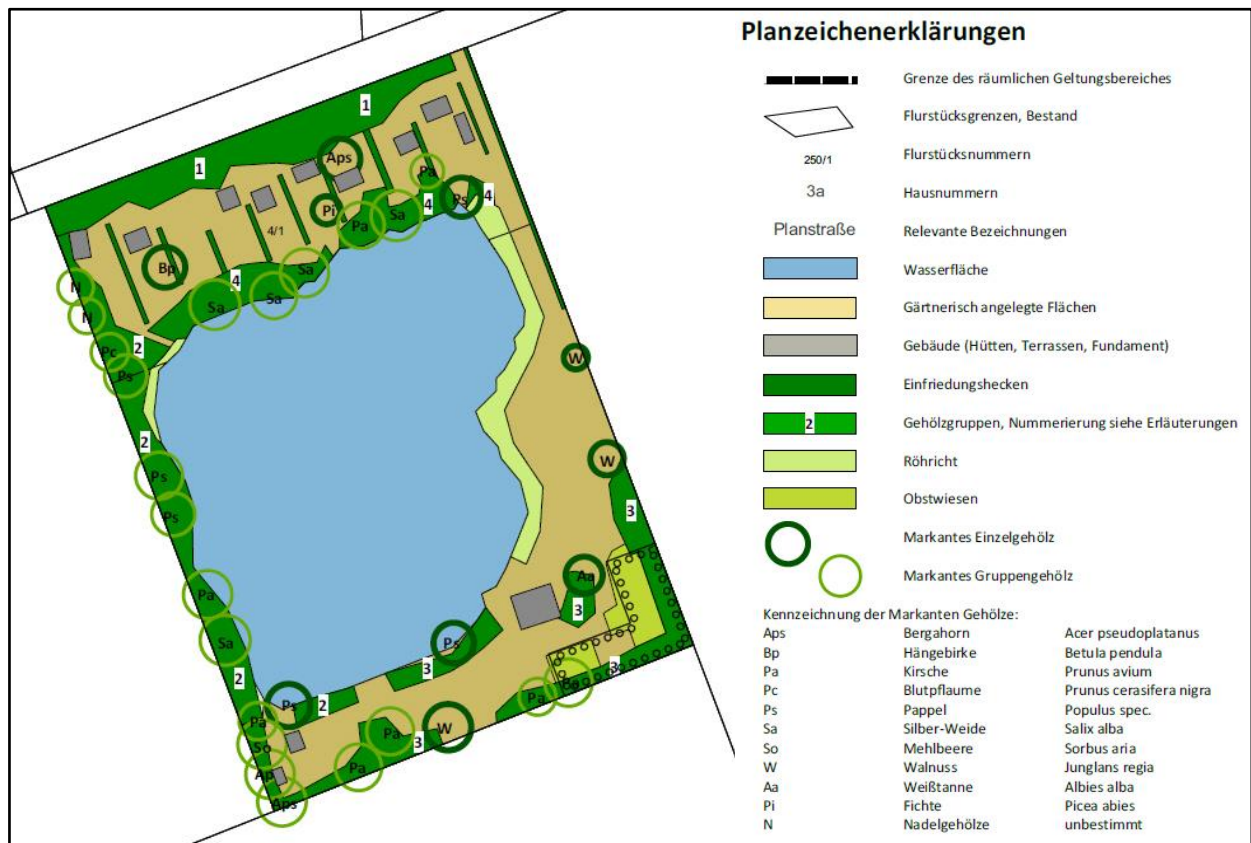 Planzeichenerklärungen
Grenze des räumlichen Geltungsbereiches
Flurstücksgrenzen, Bestand
250/1 Flurstücksnummern
3a Hausnummern
Planstraße Relevante Bezeichnungen
Wasserfläche
Gärtnerisch angelegte Flächen
Gebäude (Hütten, Terrassen, Fundament)
Einfriedungshecken
2 Gehölzgruppen, Nummerierung siehe Erläuterungen
Röhricht
Obstwiesen
Markantes Einzelgehölz
Markantes Gruppengehölz
Kennzeichnung der Markanten Gehölze:
Aps Bergahorn Acer pseudoplatanus
Bp Hängebirke Betula pendula
Pa Kirsche Prunus avium
Pc Blutpflaume Prunus cerasifera nigra
Ps Pappel Populus spec.
Sa Silber-Weide Salix alba
So Mehlbeere Sorbus aria
W Walnuss Junglans regia
Aa Weißtanne Albies alba
Pi Fichte Picea abies
N Nadelgehölze unbestimmt
1
1
Aps
Pa
Ps
4
Pi
Pa
Sa
4
4/1
Bp
Sa
4
Sa
Sa
N
N
Pc
2
Ps
W
2
Ps
W
Ps
3
Aa
3
Pa
Sa
Ps
3
2
3
Pa
Ps
2
Pa
W
So
Pa
3
Ap
Pa
Aps